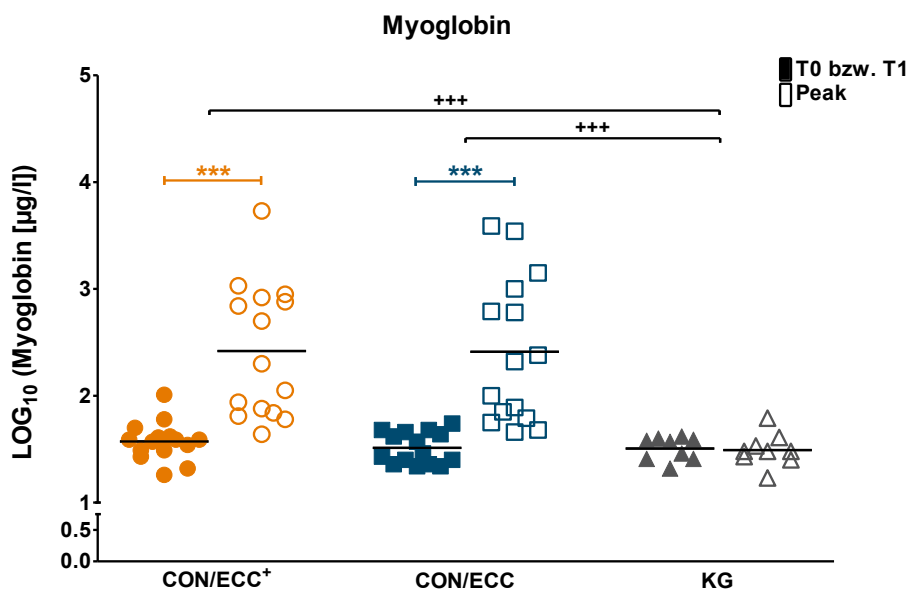 Myoglobin
T0 bzw. T1
Peak
+++
+++
***
***
LOG₁₀ (Myoglobin [µg/l])
5
4
3
2
1
0.5
0.0
CON/ECC⁺
CON/ECC
KG